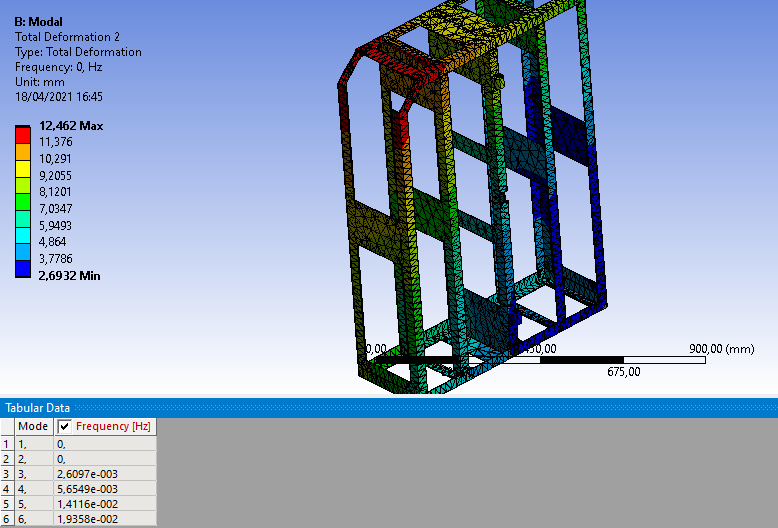 B: Modal
Total Deformation 2
Type: Total Deformation
Frequency: 0, Hz
Unit: mm
18/04/2021 16:45
12,462 Max
11,376
10,291
9,2055
8,1201
7,0347
5,9493
4,864
3,7786
2,6932 Min
0,00 450,00 900,00 (mm)
675,00
Tabular Data
Mode Frequency [Hz]
1 1, 0,
2 2, 0,
3 3, 2,6097e-003
4 4, 5,6549e-003
5 5, 1,4116e-002
6 6, 1,9358e-002